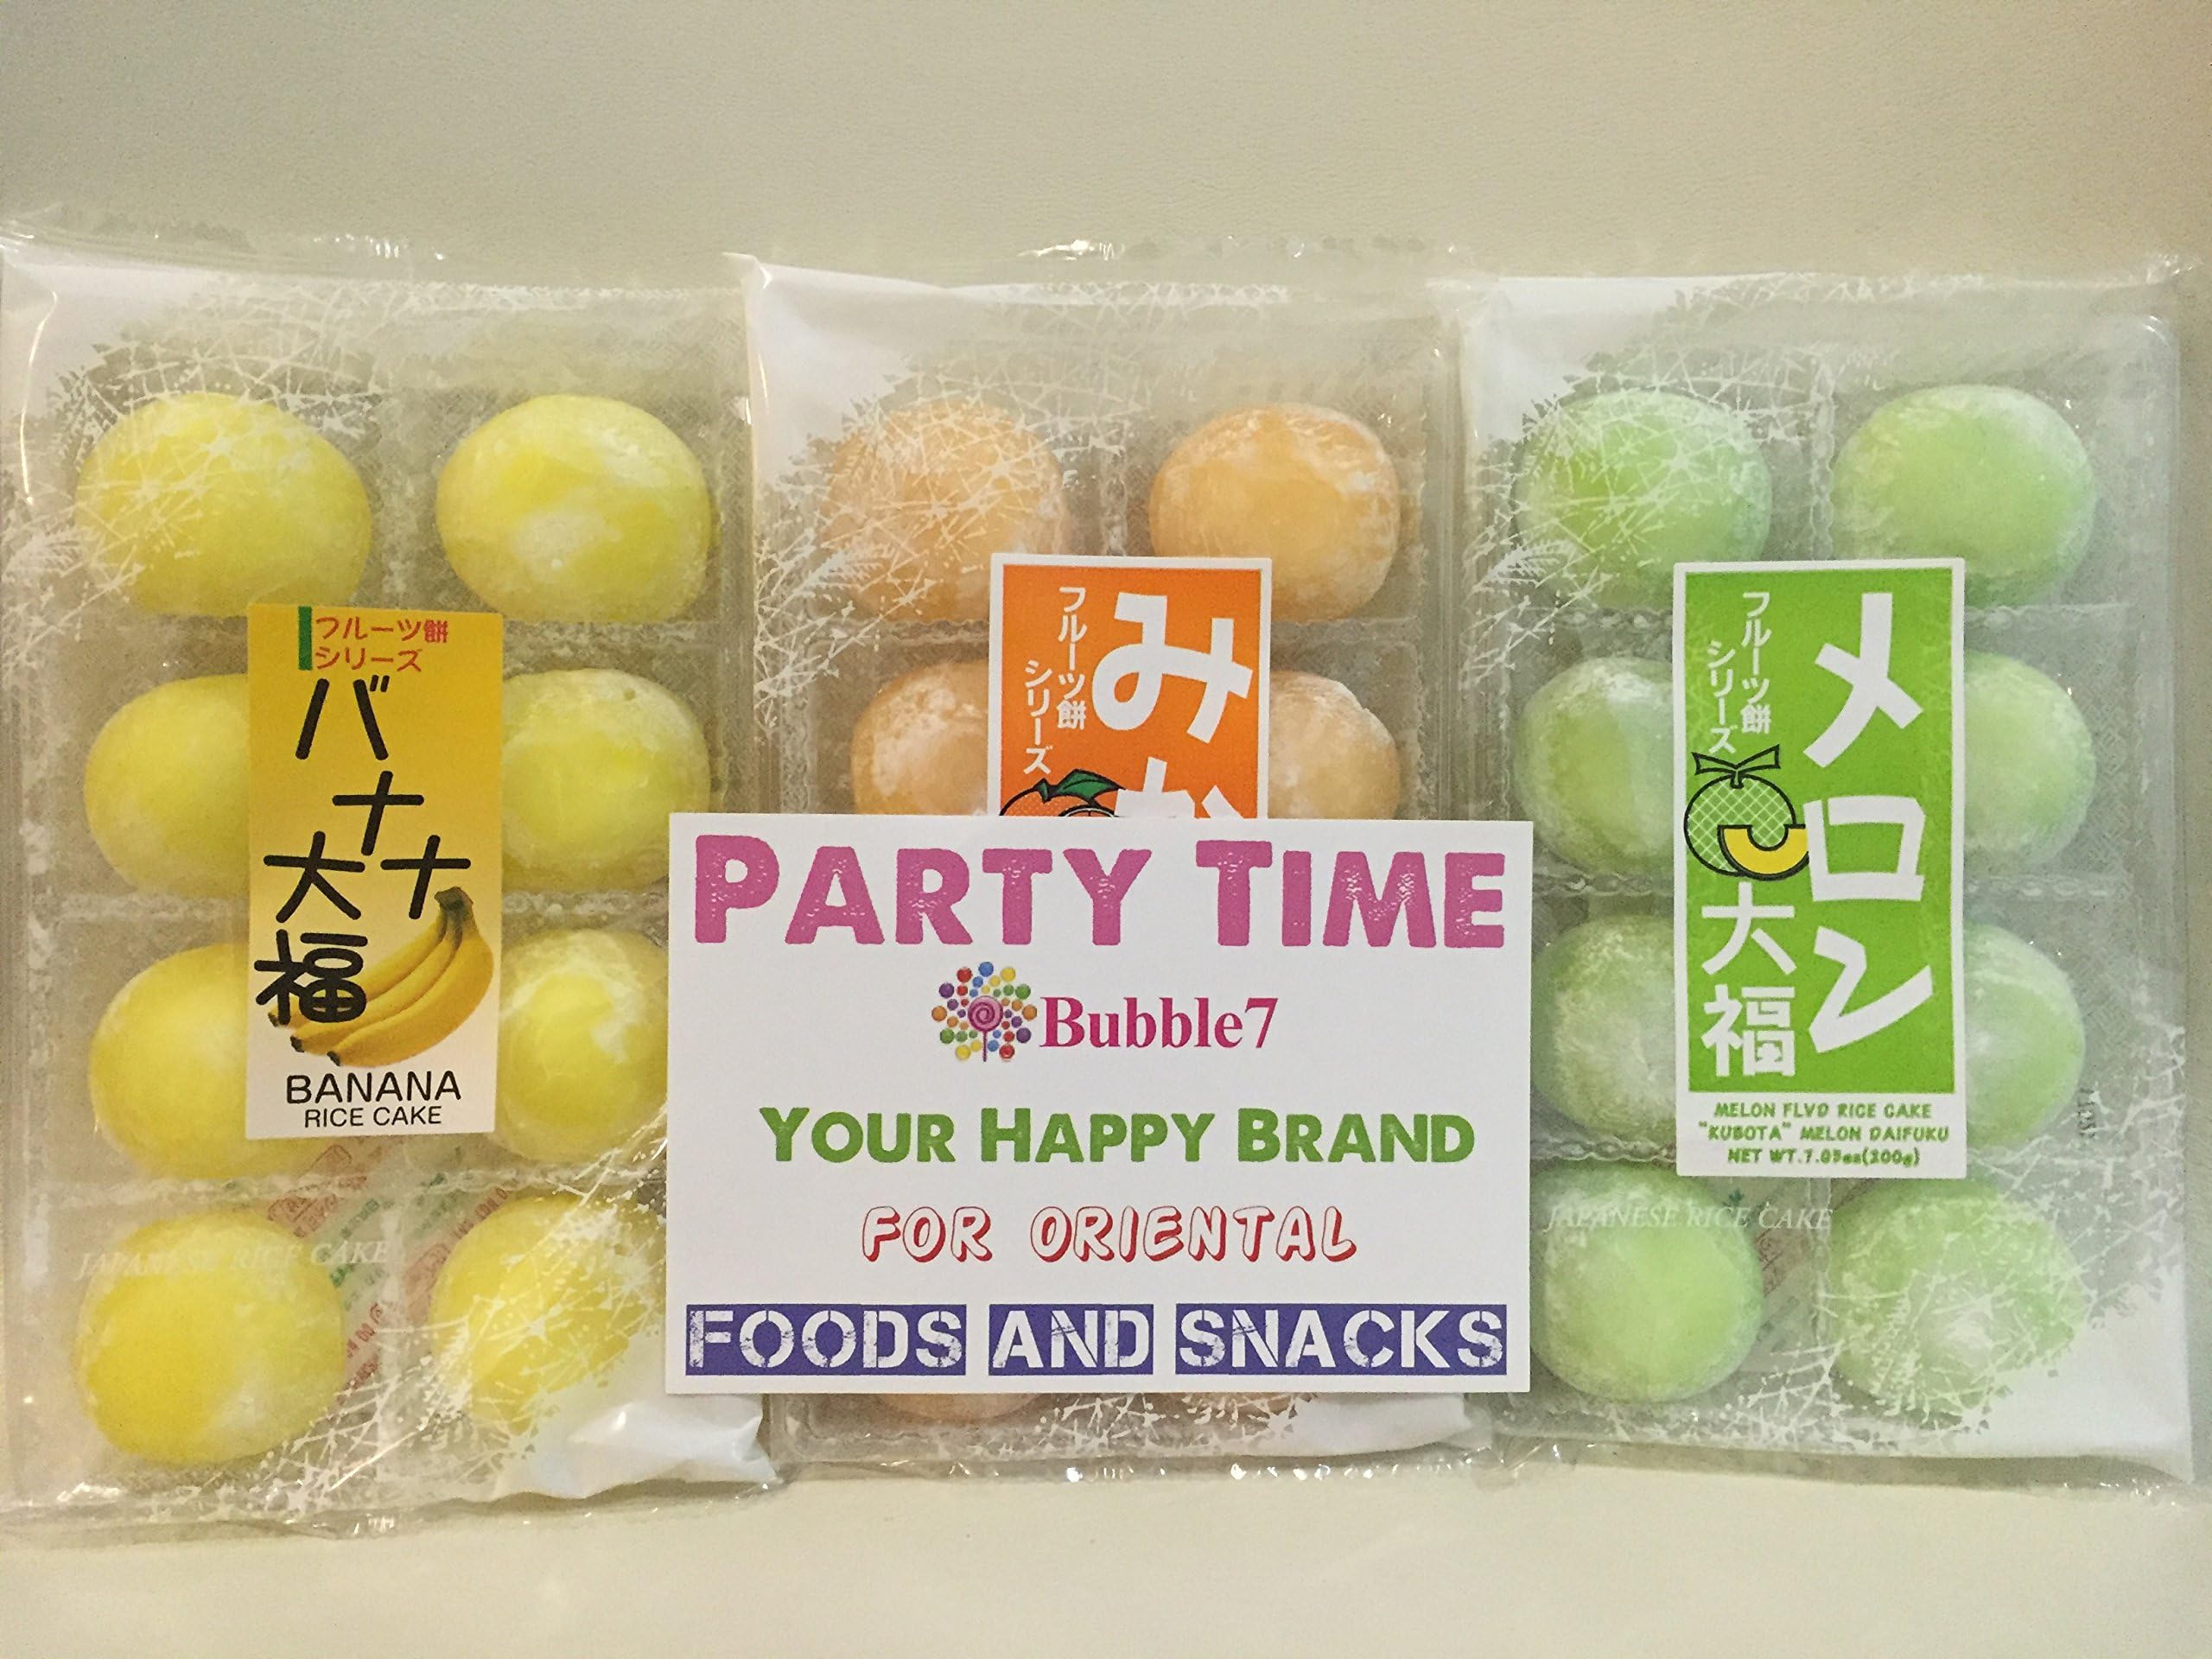 フルーツ餅
シリーズ
バナナ
大福
BANANA
RICE CAKE
JAPANESE RICE CAKE
み
フルーツ餅
シリーズ
PARTY TIME
Bubble7
YOUR HAPPY BRAND
FOR ORIENTAL
FOODS AND SNACKS
メロン
フルーツ餅
シリーズ
大福
MELON FLVD RICE CAKE
"KUBOTA" MELON DAIFUKU
NET WT.7.05oz(200g)
JAPANESE RICE CAKE